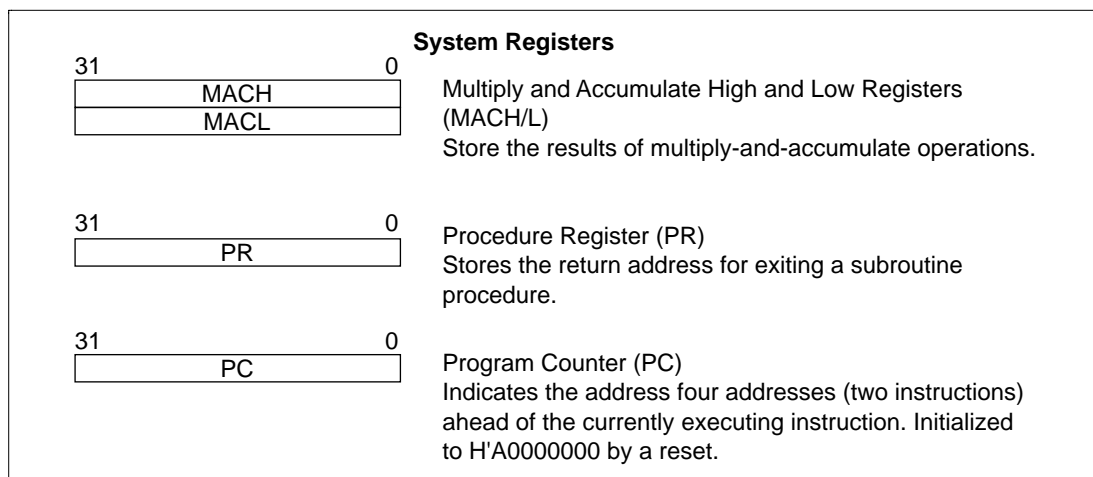 System Registers
31 0
MACH
MACL
Multiply and Accumulate High and Low Registers
(MACH/L)
Store the results of multiply-and-accumulate operations.
31 0
PR
Procedure Register (PR)
Stores the return address for exiting a subroutine
procedure.
31 0
PC
Program Counter (PC)
Indicates the address four addresses (two instructions)
ahead of the currently executing instruction. Initialized
to H'A0000000 by a reset.